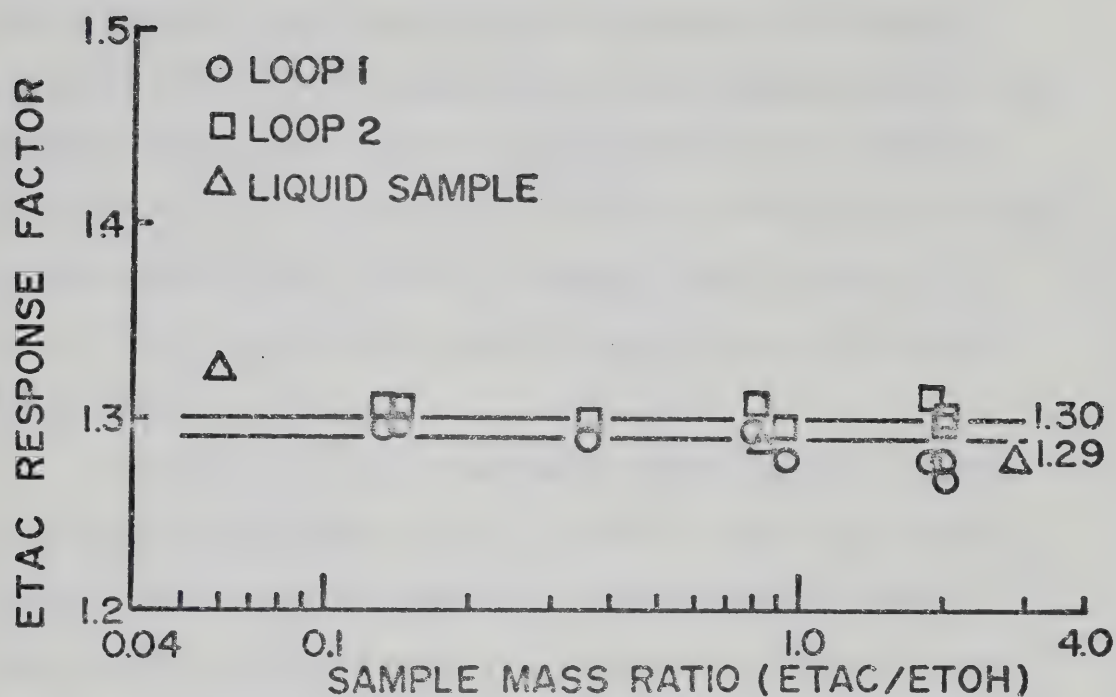 1.5
1.4
1.3
1.2
ETAC RESPONSE FACTOR
O LOOP 1
□ LOOP 2
△ LIQUID SAMPLE
1.30
1.29
0.04
0.1
1.0
4.0
SAMPLE MASS RATIO (ETAC/ETOH)